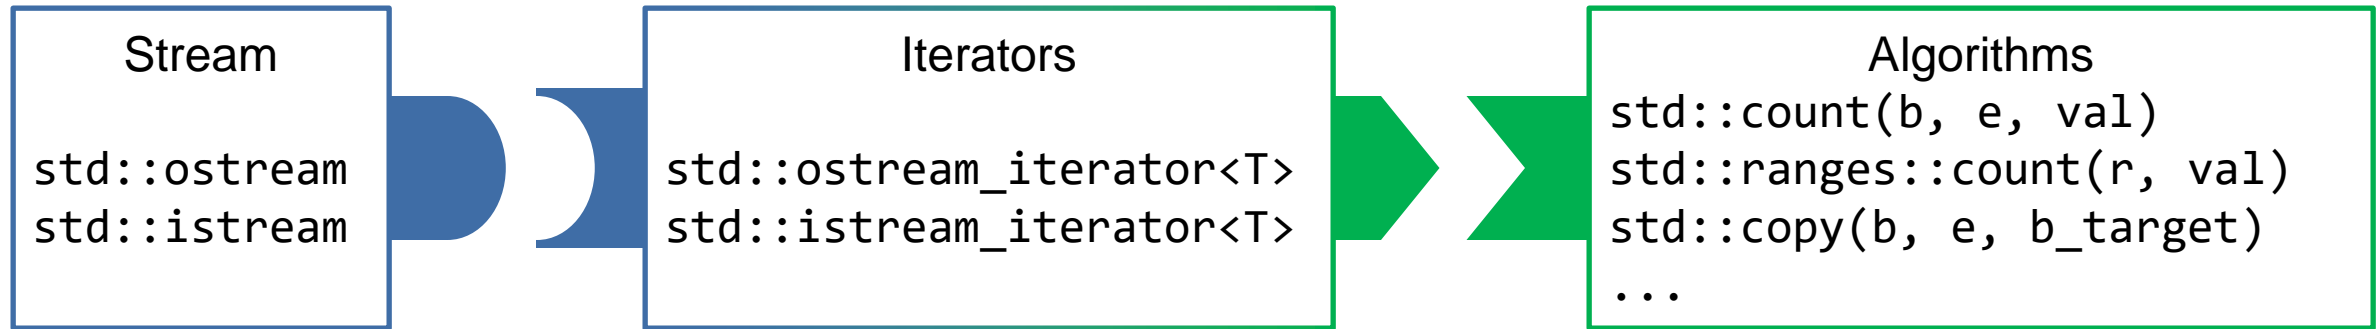 Stream
std::ostream
std::istream
Iterators
std::ostream_iterator<T>
std::istream_iterator<T>
Algorithms
std::count(b, e, val)
std::ranges::count(r, val)
std::copy(b, e, b_target)
...